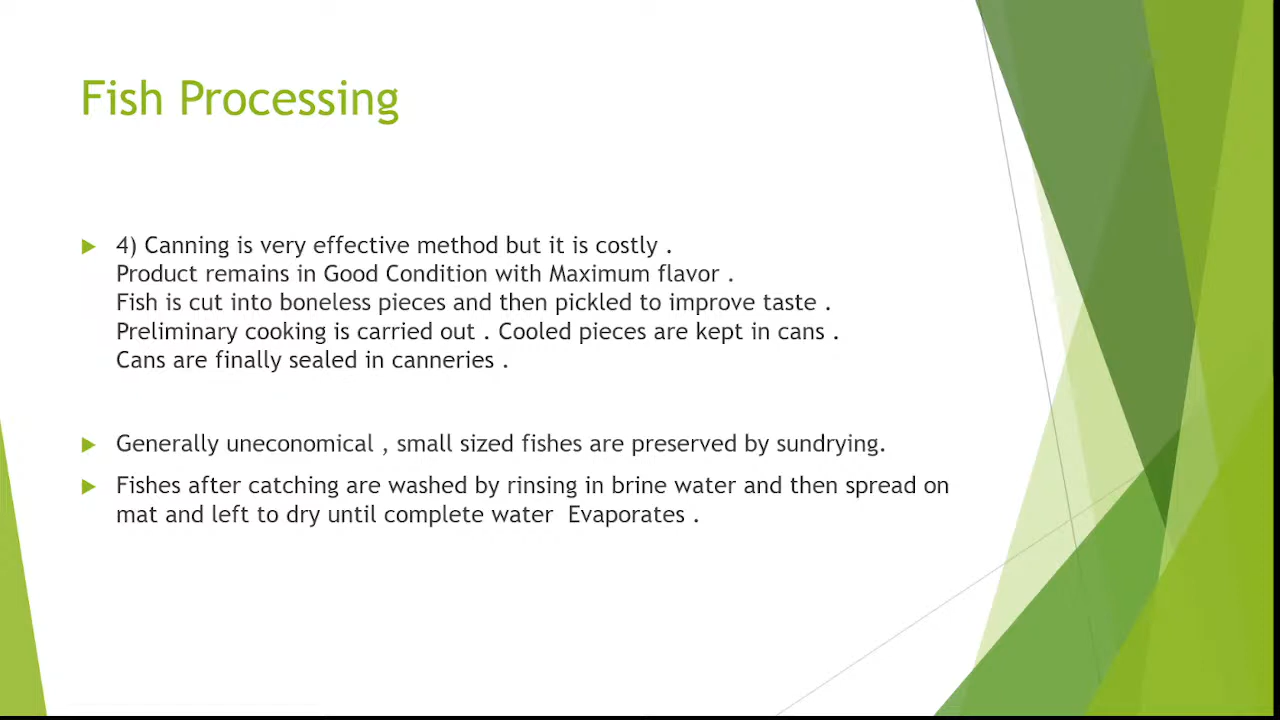 Fish Processing
4) Canning is very effective method but it is costly .
Product remains in Good Condition with Maximum flavor .
Fish is cut into boneless pieces and then pickled to improve taste .
Preliminary cooking is carried out . Cooled pieces are kept in cans .
Cans are finally sealed in canneries .
Generally uneconomical , small sized fishes are preserved by sundrying.
Fishes after catching are washed by rinsing in brine water and then spread on
mat and left to dry until complete water  Evaporates .